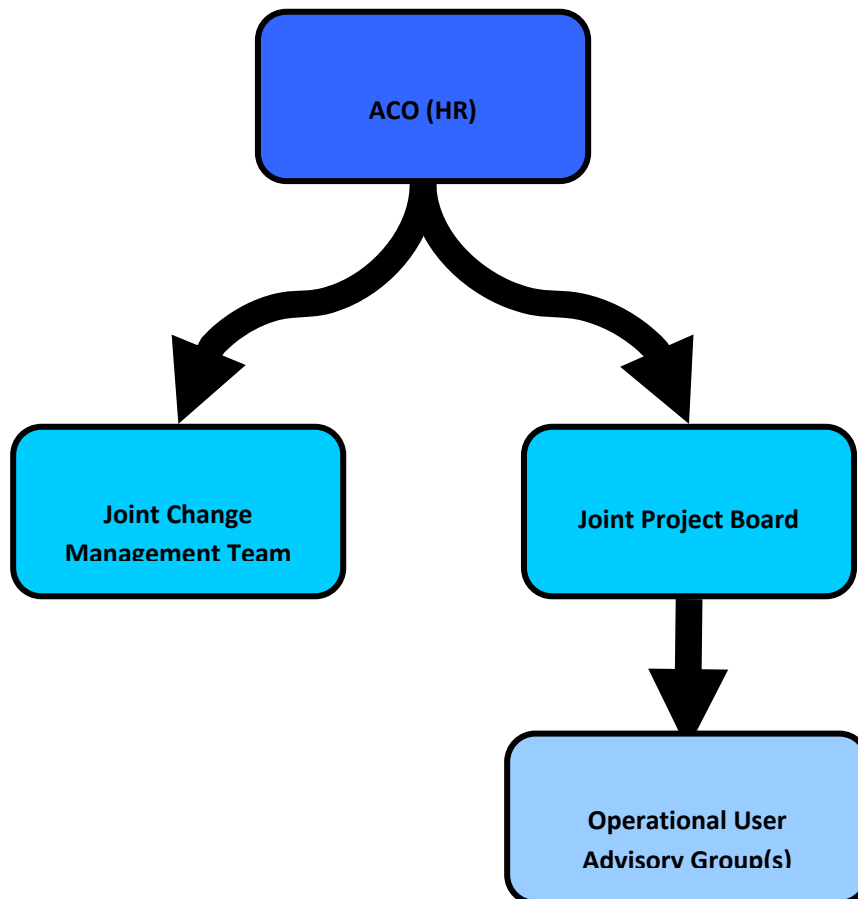 ACO (HR)
Joint Change
Management Team
Joint Project Board
Operational User
Advisory Group(s)